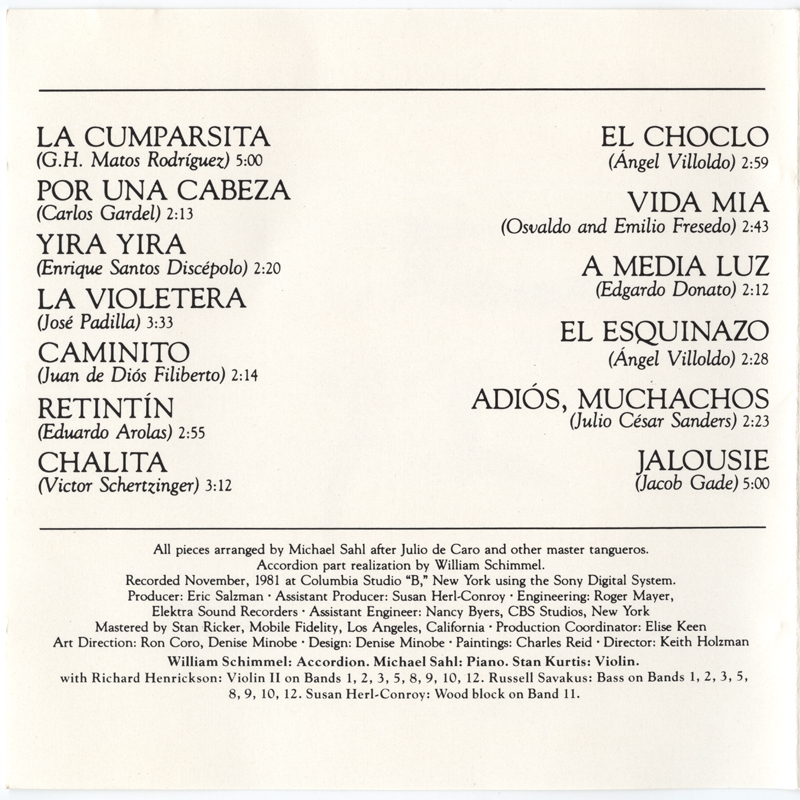 LA CUMPARSITA
(G.H. Matos Rodríguez) 5:00
POR UNA CABEZA
(Carlos Gardel) 2:13
YIRA YIRA
(Enrique Santos Discépolo) 2:20
LA VIOLETERA
(José Padilla) 3:33
CAMINITO
(Juan de Diós Filiberto) 2:14
RETINTÍN
(Eduardo Arolas) 2:55
CHALITA
(Victor Schertzinger) 3:12
EL CHOCLO
(Ángel Villoldo) 2:59
VIDA MIA
(Osvaldo and Emilio Fresedo) 2:43
A MEDIA LUZ
(Edgardo Donato) 2:12
EL ESQUINAZO
(Ángel Villoldo) 2:28
ADIÓS, MUCHACHOS
(Julio César Sanders) 2:23
JALOUSIE
(Jacob Gade) 5:00
All pieces arranged by Michael Sahl after Julio de Caro and other master tangueros.
Accordion part realization by William Schimmel.
Recorded November, 1981 at Columbia Studio “B,” New York using the Sony Digital System.
Producer: Eric Salzman · Assistant Producer: Susan Herl-Conroy · Engineering: Roger Mayer,
Elektra Sound Recorders · Assistant Engineer: Nancy Byers, CBS Studios, New York
Mastered by Stan Ricker, Mobile Fidelity, Los Angeles, California · Production Coordinator: Elise Keen
Art Direction: Ron Coro, Denise Minobe · Design: Denise Minobe · Paintings: Charles Reid · Director: Keith Holzman
William Schimmel: Accordion. Michael Sahl: Piano. Stan Kurtis: Violin.
with Richard Henrickson: Violin II on Bands 1, 2, 3, 5, 8, 9, 10, 12. Russell Savakus: Bass on Bands 1, 2, 3, 5,
8, 9, 10, 12. Susan Herl-Conroy: Wood block on Band 11.